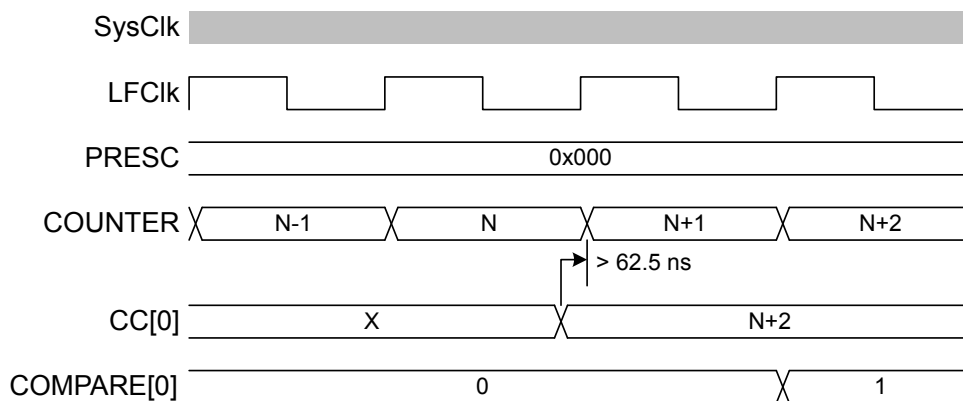 SysClk
LFClk
PRESC 0x000
COUNTER N-1 N N+1 N+2
> 62.5 ns
CC[0] X N+2
COMPARE[0] 0 1